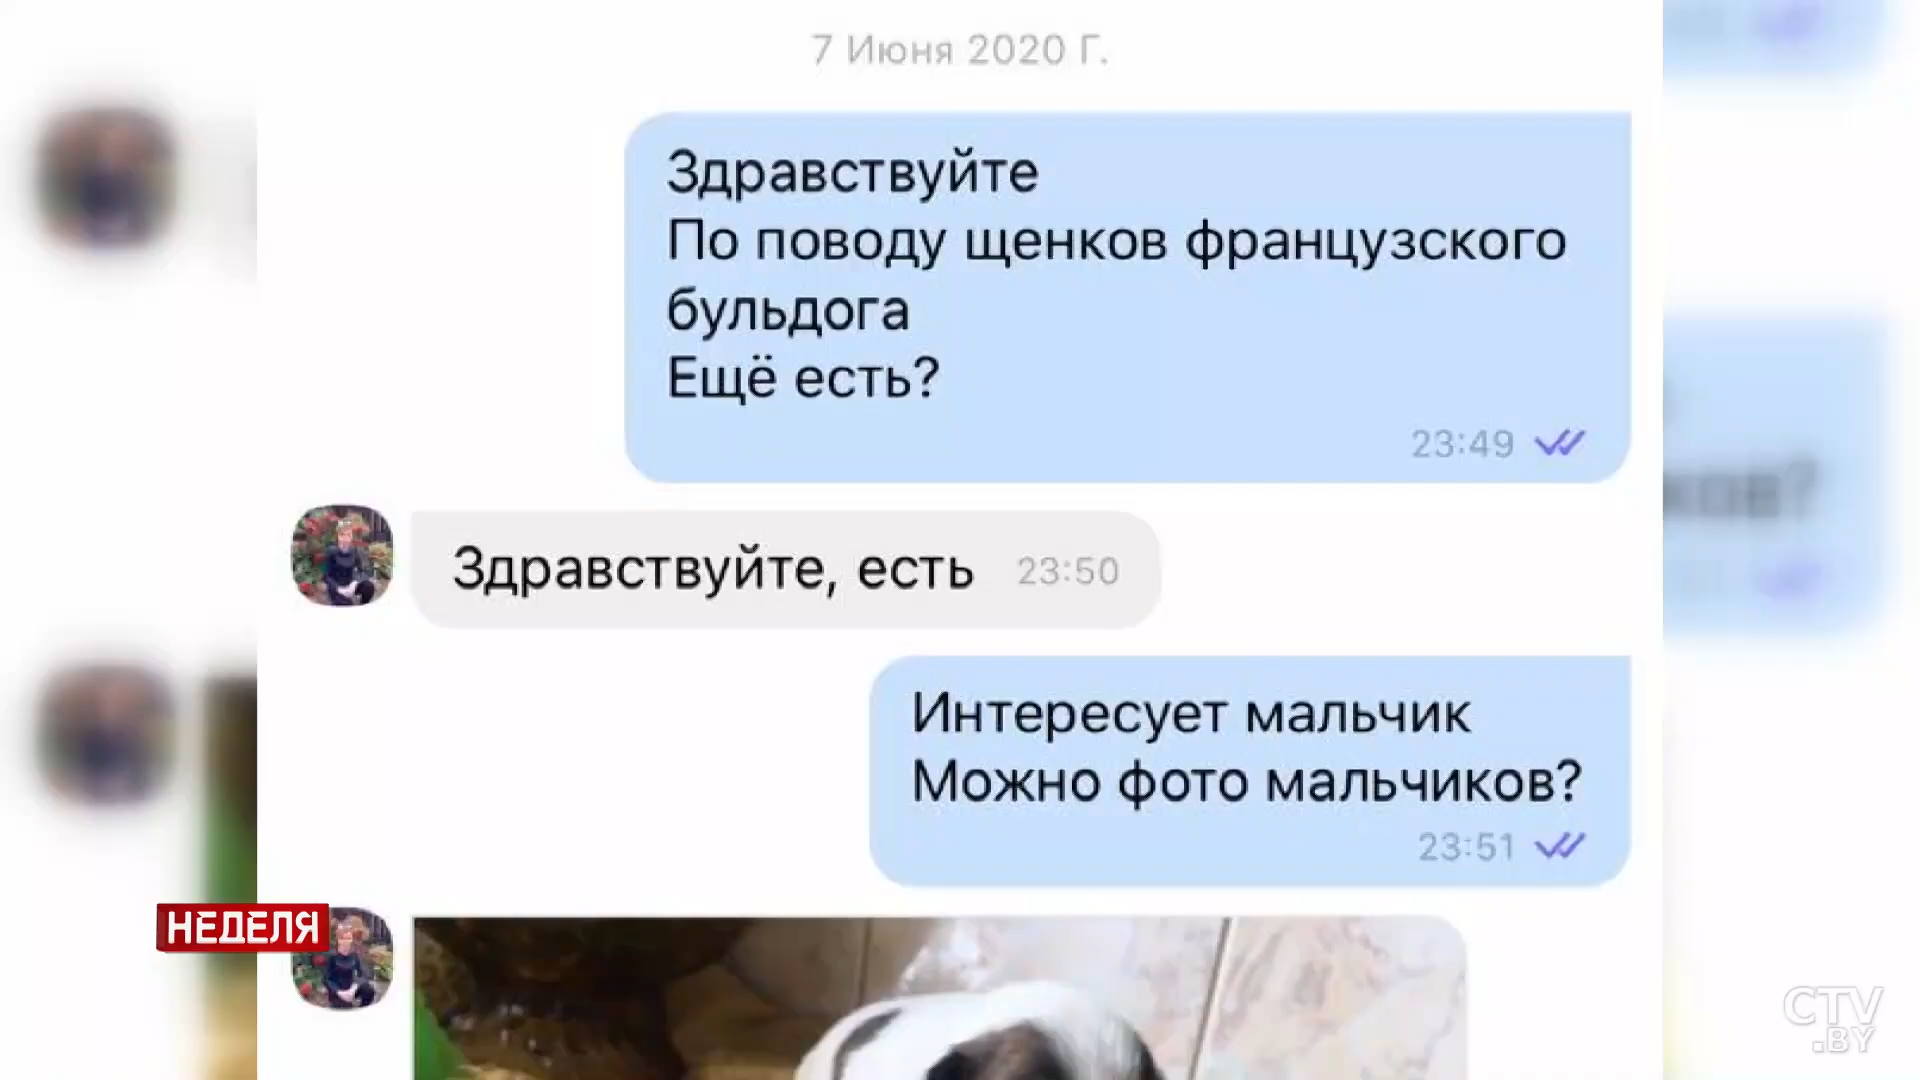 7 Июня 2020 Г.
Здравствуйте
По поводу щенков французского
бульдога
Ещё есть?
23:49
Здравствуйте, есть 23:50
Интересует мальчик
Можно фото мальчиков?
23:51
НЕДЕЛЯ
CTV
.BY